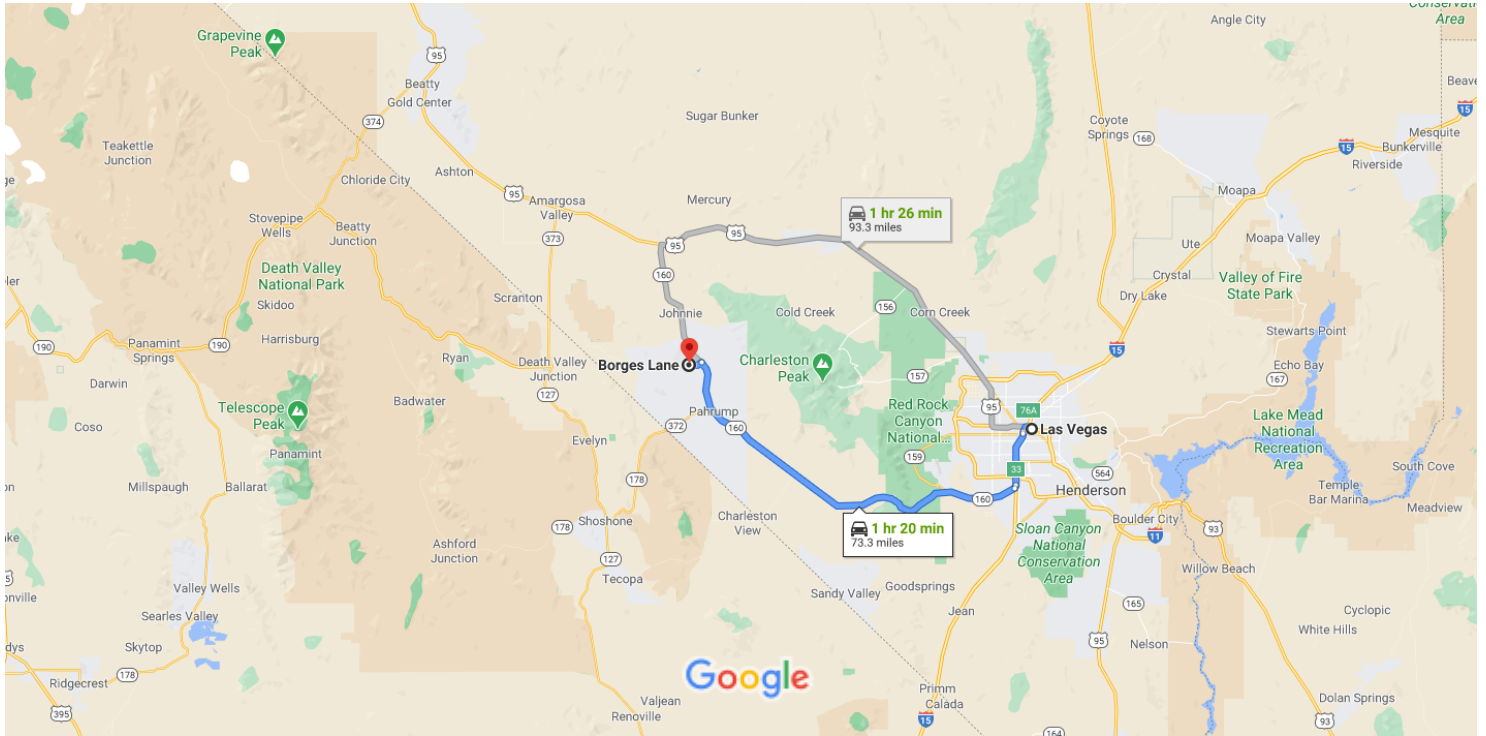 Conservation
Area
Angle City
Grapevine
Peak
95
Beatty
Gold Center
374
Beave
15
Sugar Bunker
Coyote
Springs
168
Mesquite
Bunkerville
15
Riverside
Teakettle
Junction
Chloride City
Ashton
95
Amargosa
Valley
Mercury
Moapa
1 hr 26 min
93.3 miles
Stovepipe
Wells
Beatty
Junction
373
95
95
160
Ute
Moapa Valley
Death Valley
National Park
Skidoo
Scranton
Crystal
Valley of Fire
State Park
Dry Lake
Johnnie
Cold Creek
156
Corn Creek
Harrisburg
Stewarts Point
190
Panamint
Springs
190
Ryan
Death Valley
Junction
Borges Lane
Charleston
Peak
15
Echo Bay
157
167
Darwin
Badwater
127
Telescope
Peak
Pahrump
160
372
Red Rock
Canyon
National...
95
76A
Las Vegas
Lake Mead
National
Recreation
Area
Coso
Evelyn
159
Panamint
33
564
South Cove
Millspaugh
Ballarat
178
160
Henderson
Temple
Bar Marina
Meadview
Shoshone
178
Charleston
View
1 hr 20 min
73.3 miles
Boulder City
93
11
Sloan Canyon
National
Conservation
Area
Ashford
Junction
127
Tecopa
Willow Beach
Valley Wells
Goodsprings
Sandy Valley
Jean
165
Cyclopic
Searles Valley
White Hills
Skytop
95
Nelson
178
Ridgecrest
Google
Primm
Calada
Valjean
Renoville
15
Dolan Springs
395
93
164